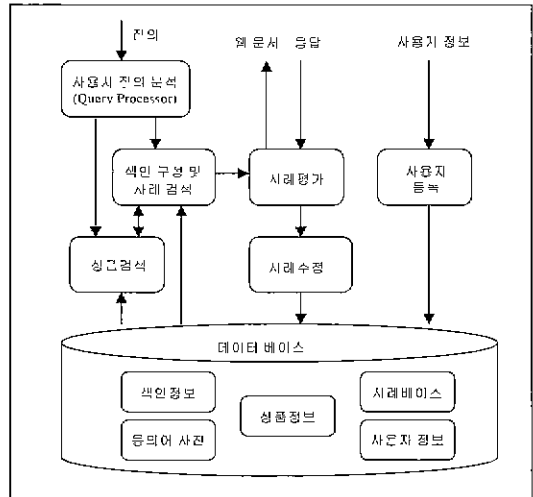 질의
웹 문서 응답
사용자 정보
사용자 질의 분석
(Query Processor)
색인 구성 및
사례 검색
사례평가
사용자
등록
상품검색
사례수정
데이터 베이스
색인정보
상품정보
사례베이스
동의어 사전
사용자 정보